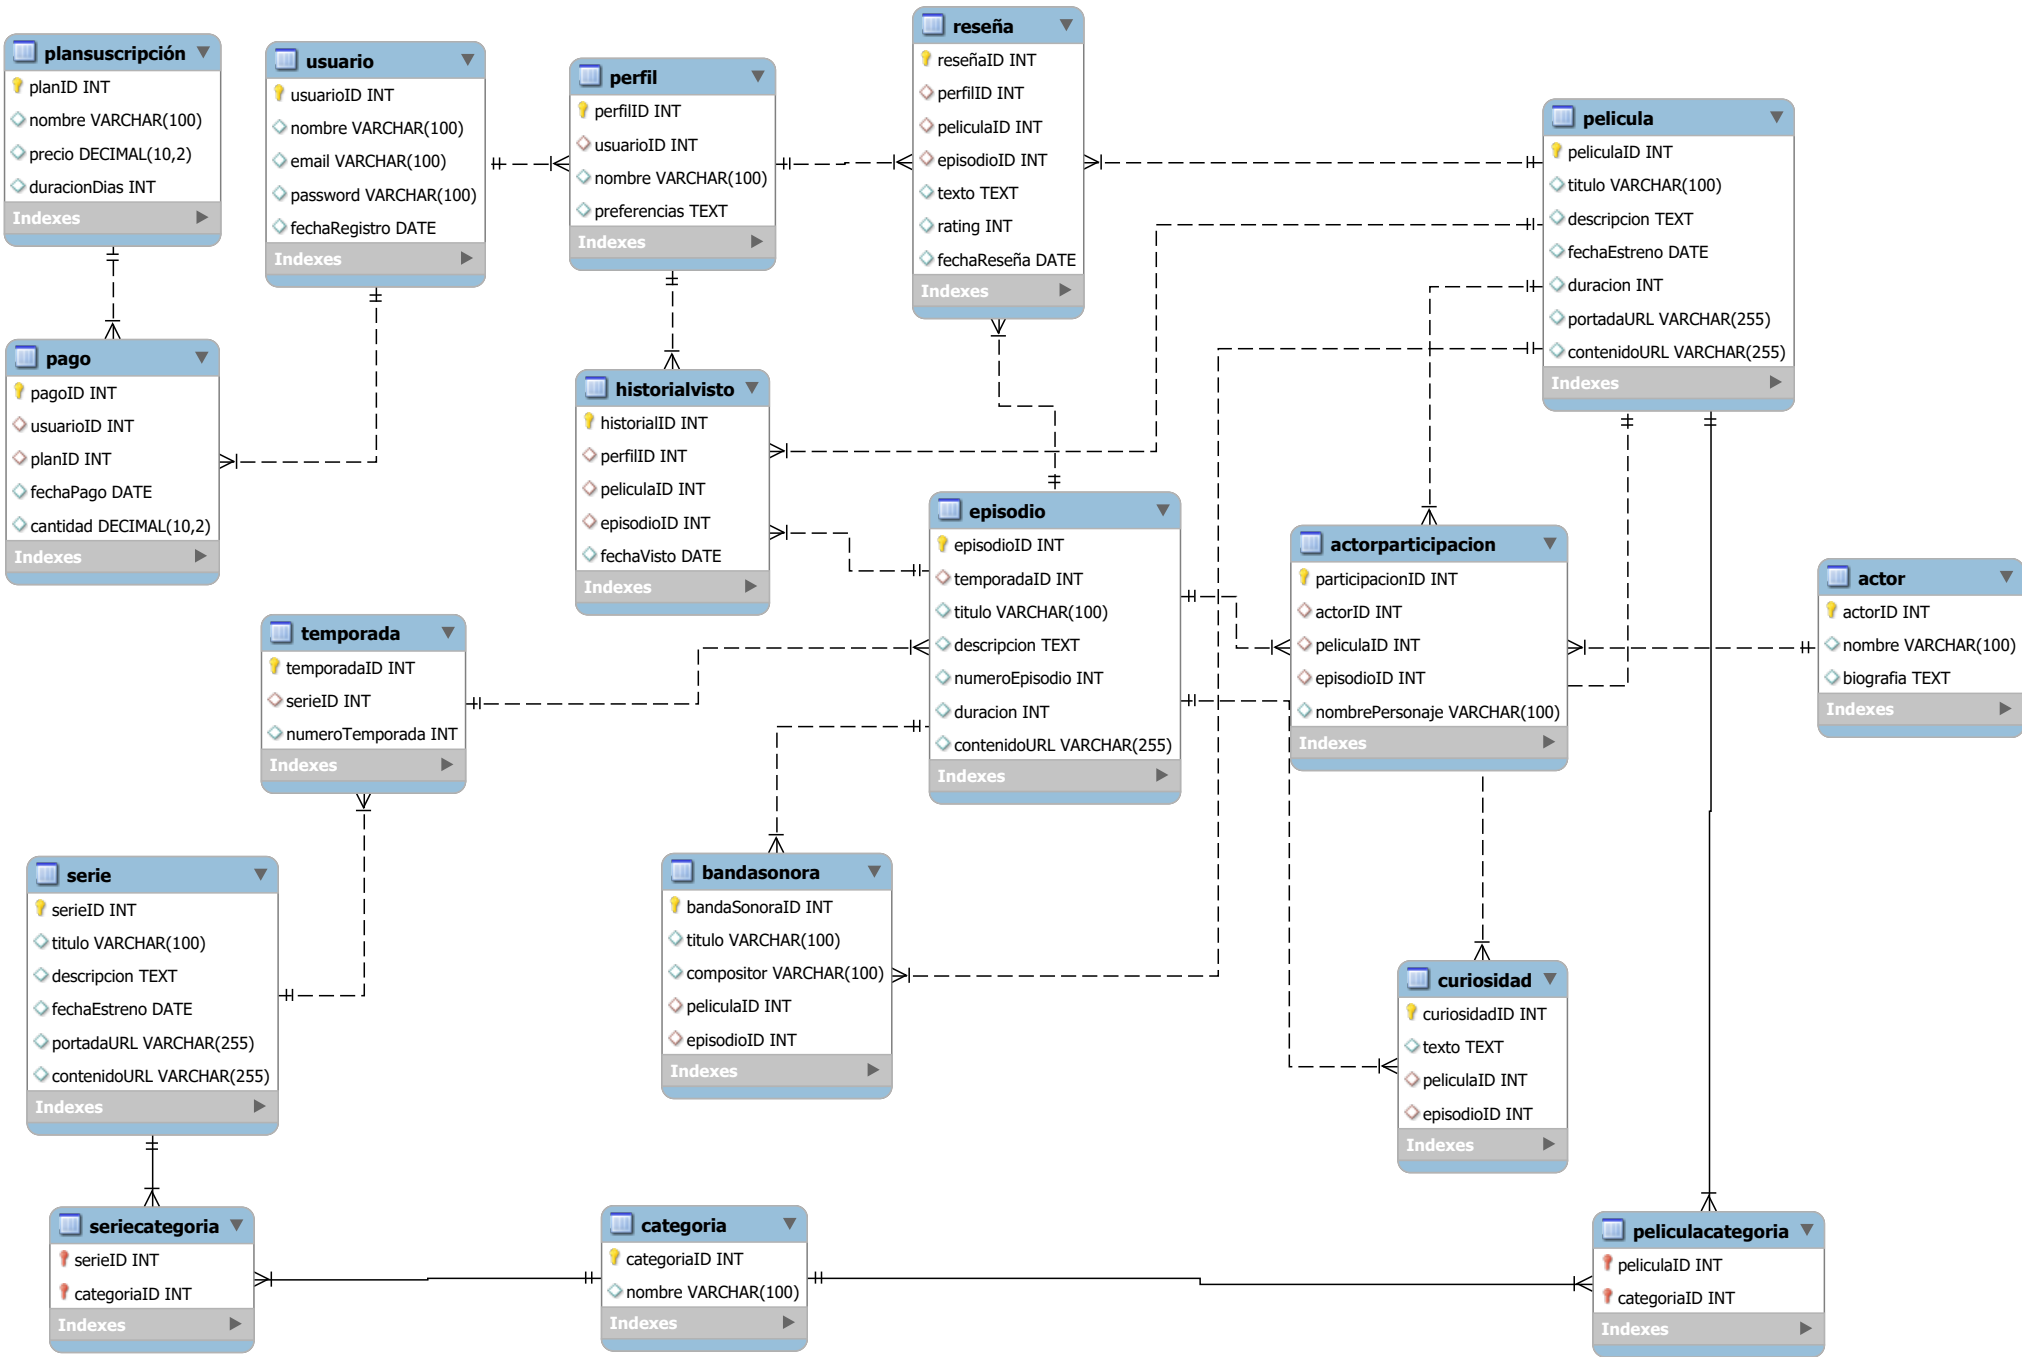 plansuscripción
planID INT
nombre VARCHAR(100)
precio DECIMAL(10,2)
duracionDias INT
Indexes
usuario
usuarioID INT
nombre VARCHAR(100)
email VARCHAR(100)
password VARCHAR(100)
fechaRegistro DATE
Indexes
perfil
perfilID INT
usuarioID INT
nombre VARCHAR(100)
preferencias TEXT
Indexes
reseña
reseñaID INT
perfilID INT
peliculaID INT
episodioID INT
texto TEXT
rating INT
fechaReseña DATE
Indexes
pelicula
peliculaID INT
titulo VARCHAR(100)
descripcion TEXT
fechaEstreno DATE
duracion INT
portadaURL VARCHAR(255)
contenidoURL VARCHAR(255)
Indexes
pago
pagoID INT
usuarioID INT
planID INT
fechaPago DATE
cantidad DECIMAL(10,2)
Indexes
historialvisto
historialID INT
perfilID INT
peliculaID INT
episodioID INT
fechaVisto DATE
Indexes
episodio
episodioID INT
temporadaID INT
titulo VARCHAR(100)
descripcion TEXT
numeroEpisodio INT
duracion INT
contenidoURL VARCHAR(255)
Indexes
actorparticipacion
participacionID INT
actorID INT
peliculaID INT
episodioID INT
nombrePersonaje VARCHAR(100)
Indexes
actor
actorID INT
nombre VARCHAR(100)
biografia TEXT
Indexes
temporada
temporadaID INT
serieID INT
numeroTemporada INT
Indexes
serie
serieID INT
titulo VARCHAR(100)
descripcion TEXT
fechaEstreno DATE
portadaURL VARCHAR(255)
contenidoURL VARCHAR(255)
Indexes
bandasonora
bandaSonoraID INT
titulo VARCHAR(100)
compositor VARCHAR(100)
peliculaID INT
episodioID INT
Indexes
curiosidad
curiosidadID INT
texto TEXT
peliculaID INT
episodioID INT
Indexes
seriecategoria
serieID INT
categoriaID INT
Indexes
categoria
categoriaID INT
nombre VARCHAR(100)
Indexes
peliculacategoria
peliculaID INT
categoriaID INT
Indexes